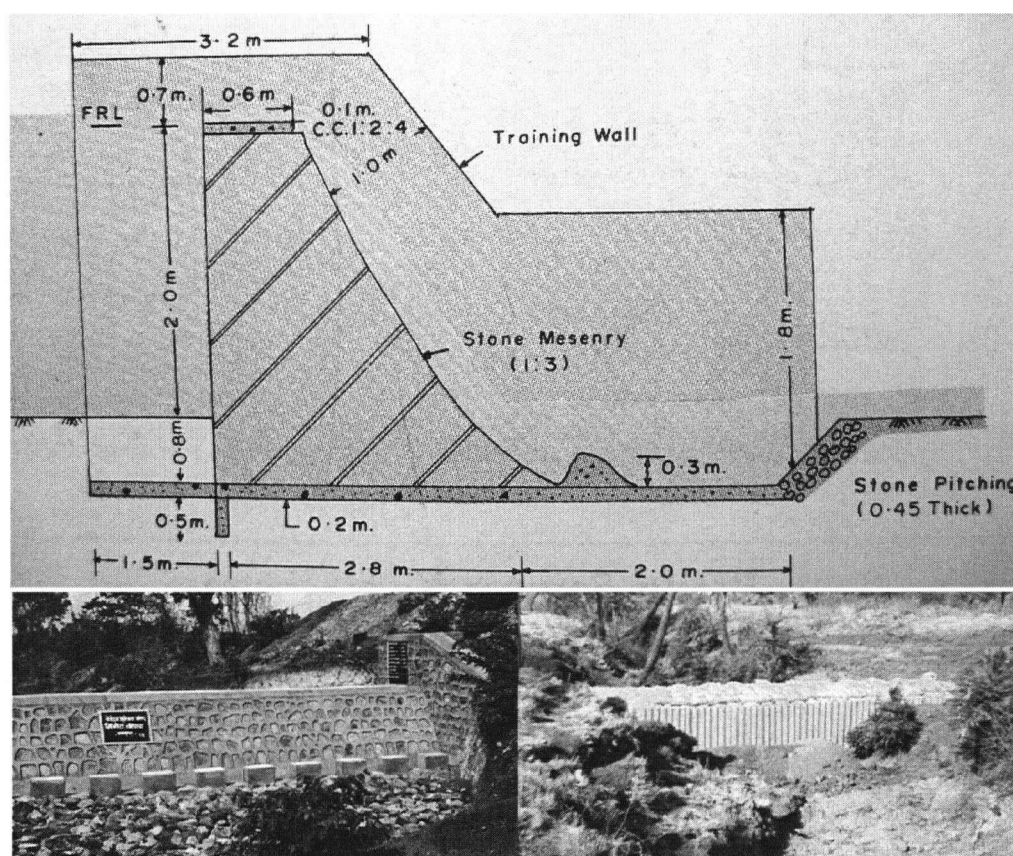 3·2 m
0·7m.
0·6 m
0·1m.
FRL
C.C.1:2:4
1·0 m
Training Wall
2·0 m
Stone Mesenry
(1:3)
1·8m.
0·8m
0·3m.
Stone Pitching
(0·45 Thick)
0·5m.
0·2 m.
1·5m.
2·8 m.
2·0 m.